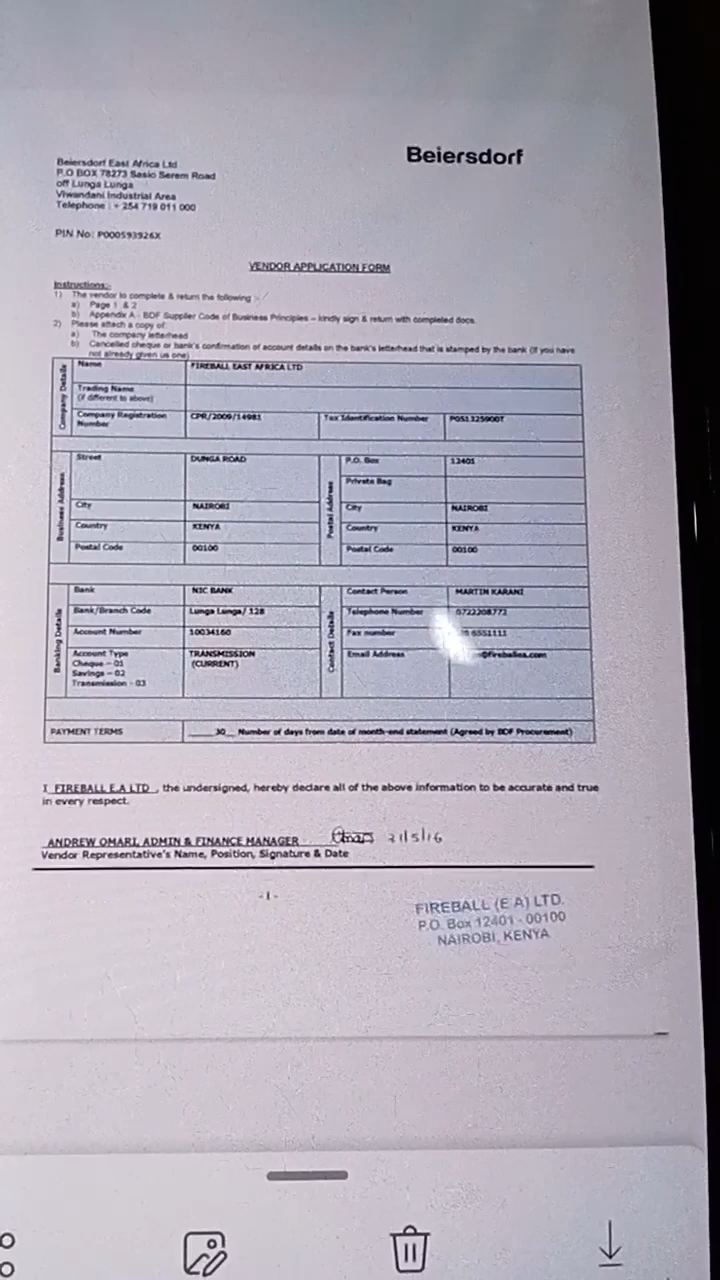 Beiersdorf
Beiersdorf East Africa Ltd
P.O BOX 78273 Sasio Serem Road
off Lunga Lunga
Viwandani Industrial Area
Telephone : + 254 719 011 000
PIN No: P000593926X
VENDOR APPLICATION FORM
Instructions:-
1) The vendor to complete & return the following :-
a) Page 1 & 2
b) Appendix A - BDF Supplier Code of Business Principles – kindly sign & return with completed docs.
2) Please attach a copy of:
a) The company letterhead
b) Cancelled cheque or bank's confirmation of account details on the bank's letterhead that is stamped by the bank (if you have
not already given us one)
Company Details
Name FIREBALL EAST AFRICA LTD
Trading Name
(if different to above)
Company Registration Number CPR/2009/14981 Tax Identification Number P051325900T
Business Address
Street DUNGA ROAD
City NAIROBI
Country KENYA
Postal Code 00100
Postal Address
P.O. Box 12401
Private Bag
City NAIROBI
Country KENYA
Postal Code 00100
Banking Details
Bank NIC BANK
Bank/Branch Code Lunga Lunga/ 128
Account Number 10034160
Account Type TRANSMISSION
Cheque – 01 (CURRENT)
Savings – 02
Transmission - 03
Contact Details
Contact Person MARTIN KARANI
Telephone Number 0722208772
Fax number 6551111
Email Address @fireballea.com
PAYMENT TERMS 30 Number of days from date of month-end statement (Agreed by BDF Procurement)
I FIREBALL E.A LTD , the undersigned, hereby declare all of the above information to be accurate and true
in every respect.
ANDREW OMARI, ADMIN & FINANCE MANAGER 21/5/16
Vendor Representative's Name, Position, Signature & Date
-1-
FIREBALL (E A) LTD.
P.O. Box 12401 - 00100
NAIROBI, KENYA